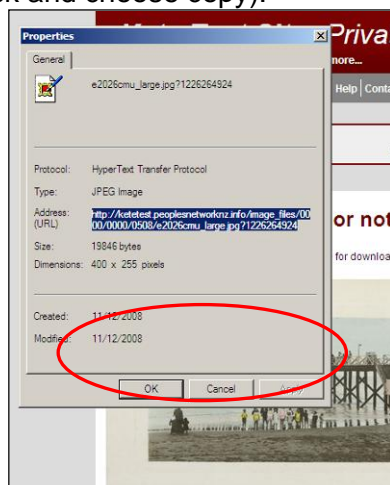 k and choose copy).
Properties
General
e2026cmu_large.jpg?1226264924
Protocol: HyperText Transfer Protocol
Type: JPEG Image
Address: (URL) http://ketetest.peoplesnetworknz.info/image_files/00
00/0000/0508/e2026cmu_large.jpg?1226264924
Size: 19846 bytes
Dimensions: 400 x 255 pixels
Created: 11/12/2008
Modified: 11/12/2008
OK Cancel Apply
Priva
more...
Help Conta
or not
for downloa